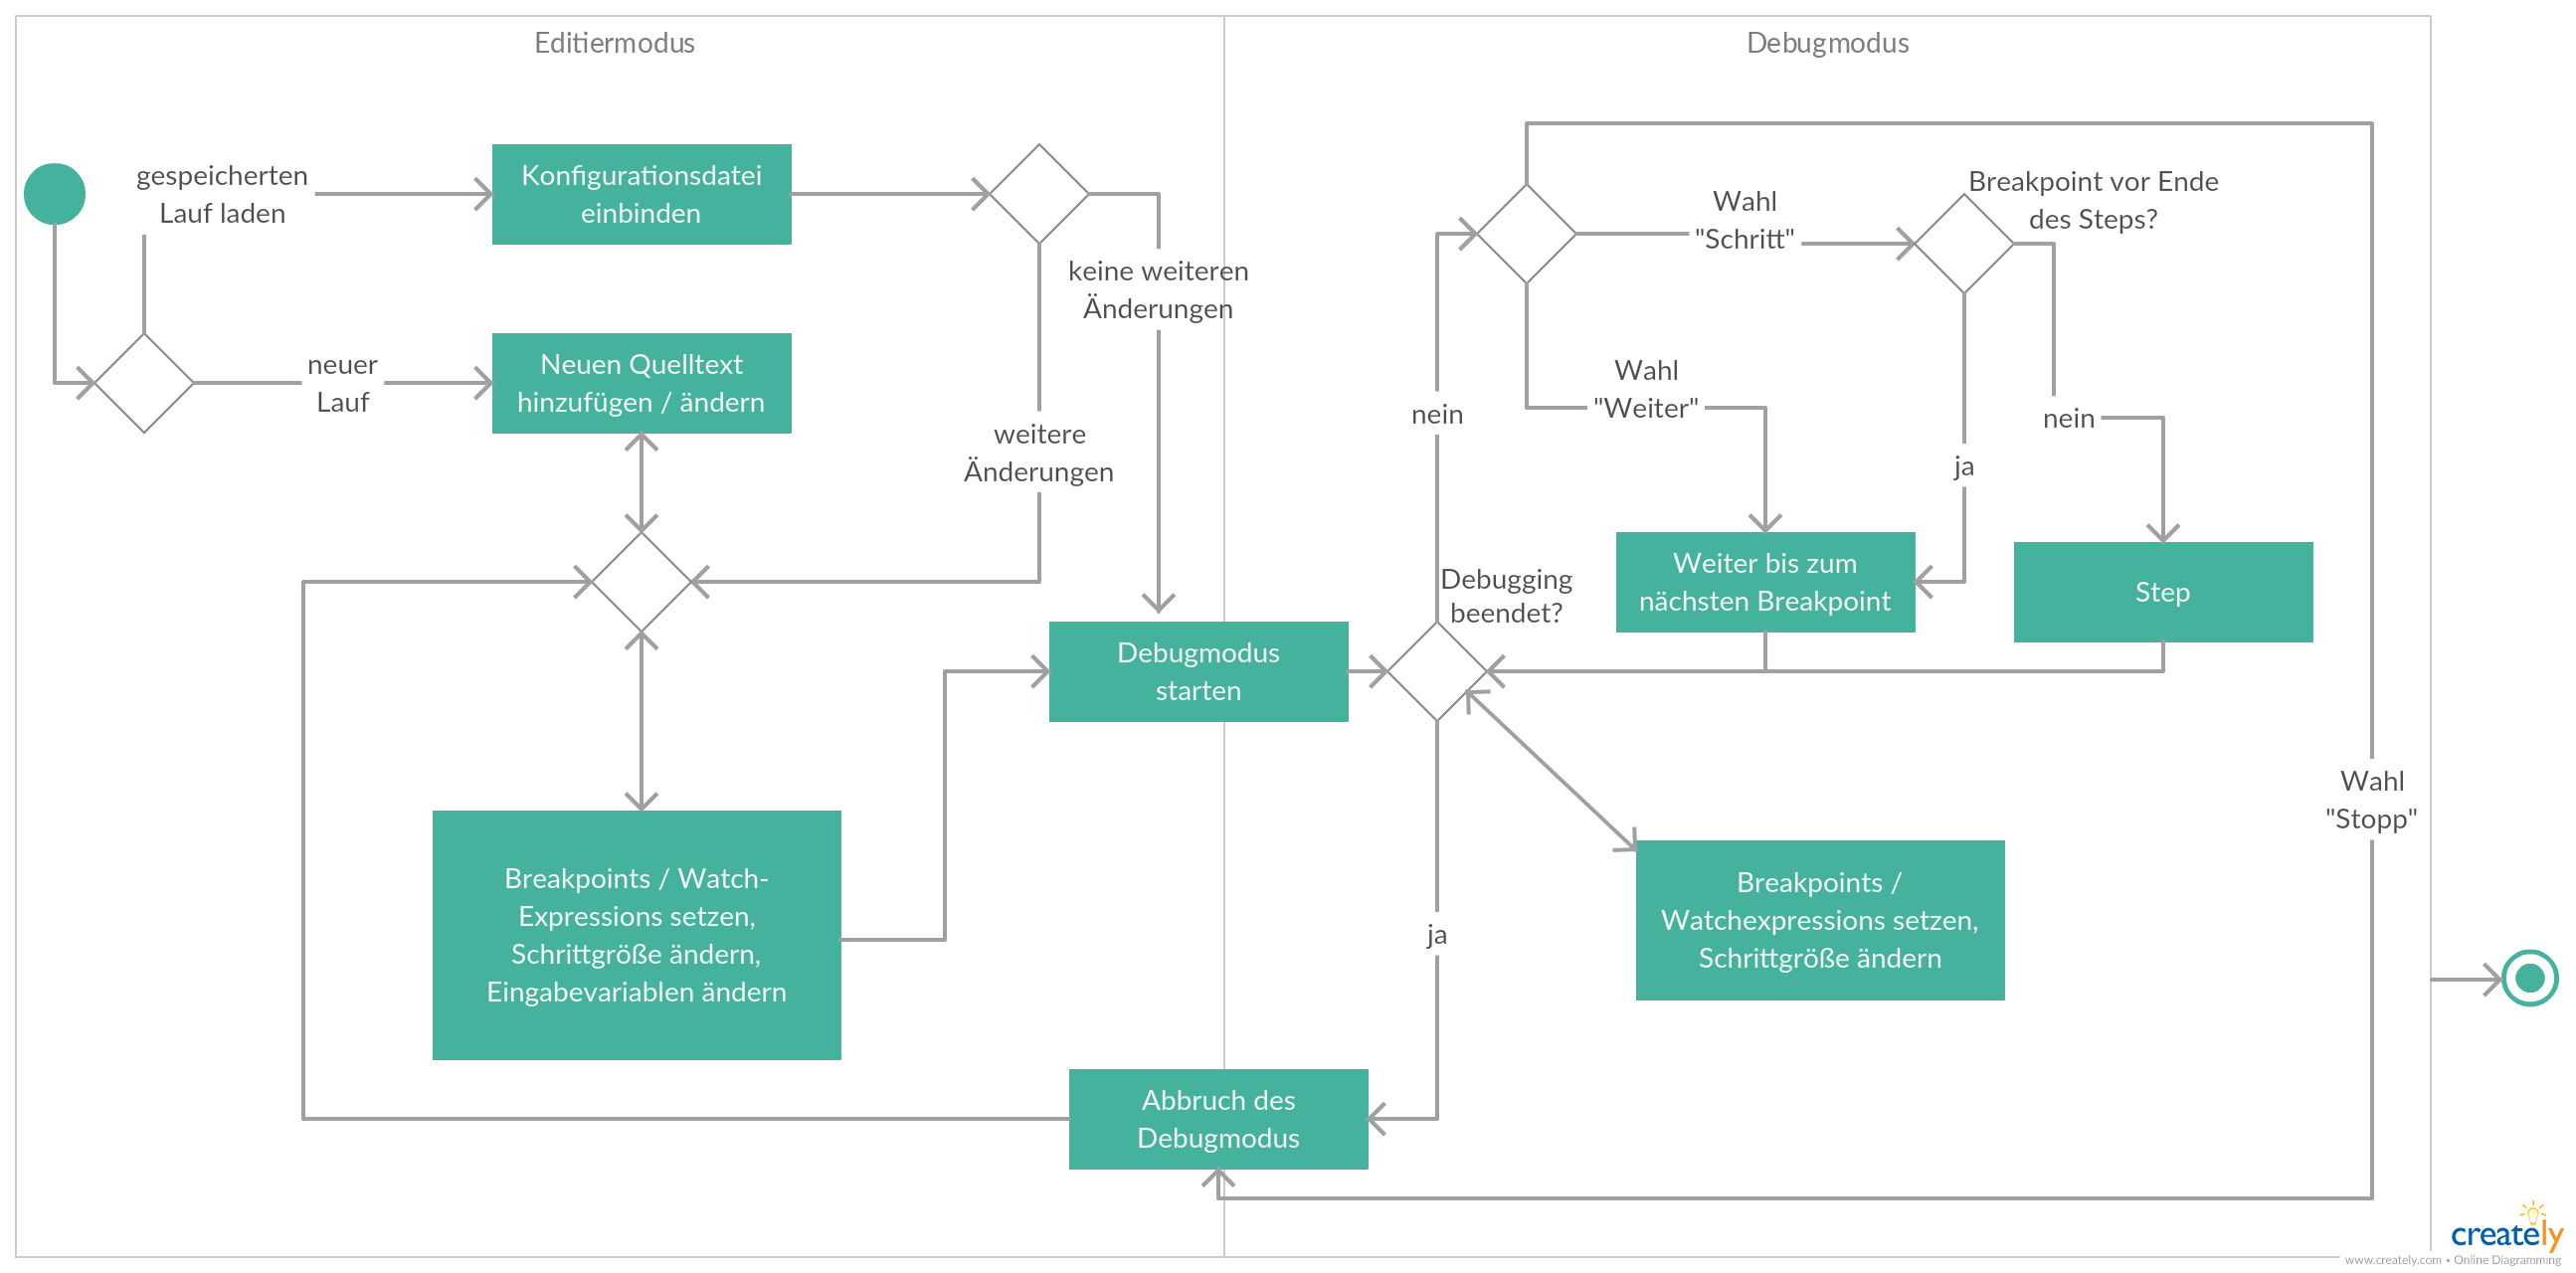 Editiermodus
Debugmodus
gespeicherten
Lauf laden
Konfigurationsdatei
einbinden
keine weiteren
Änderungen
neuer
Lauf
Neuen Quelltext
hinzufügen / ändern
weitere
Änderungen
Breakpoints / Watch-
Expressions setzen,
Schrittgröße ändern,
Eingabevariablen ändern
Debugmodus
starten
Abbruch des
Debugmodus
Wahl
"Schritt"
Breakpoint vor Ende
des Steps?
Wahl
"Weiter"
nein
nein
ja
Debugging
beendet?
Weiter bis zum
nächsten Breakpoint
Step
Wahl
"Stopp"
ja
Breakpoints /
Watchexpressions setzen,
Schrittgröße ändern
creately
www.creately.com • Online Diagramming